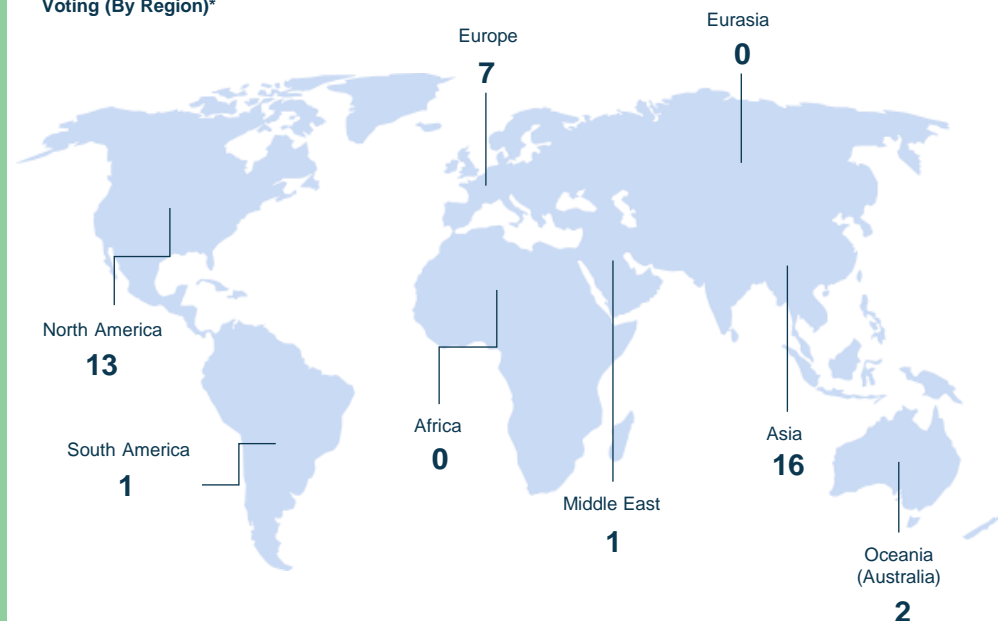 Voting (By Region)*
Eurasia
0
Europe
7
North America
13
South America
1
Africa
0
Middle East
1
Asia
16
Oceania
(Australia)
2